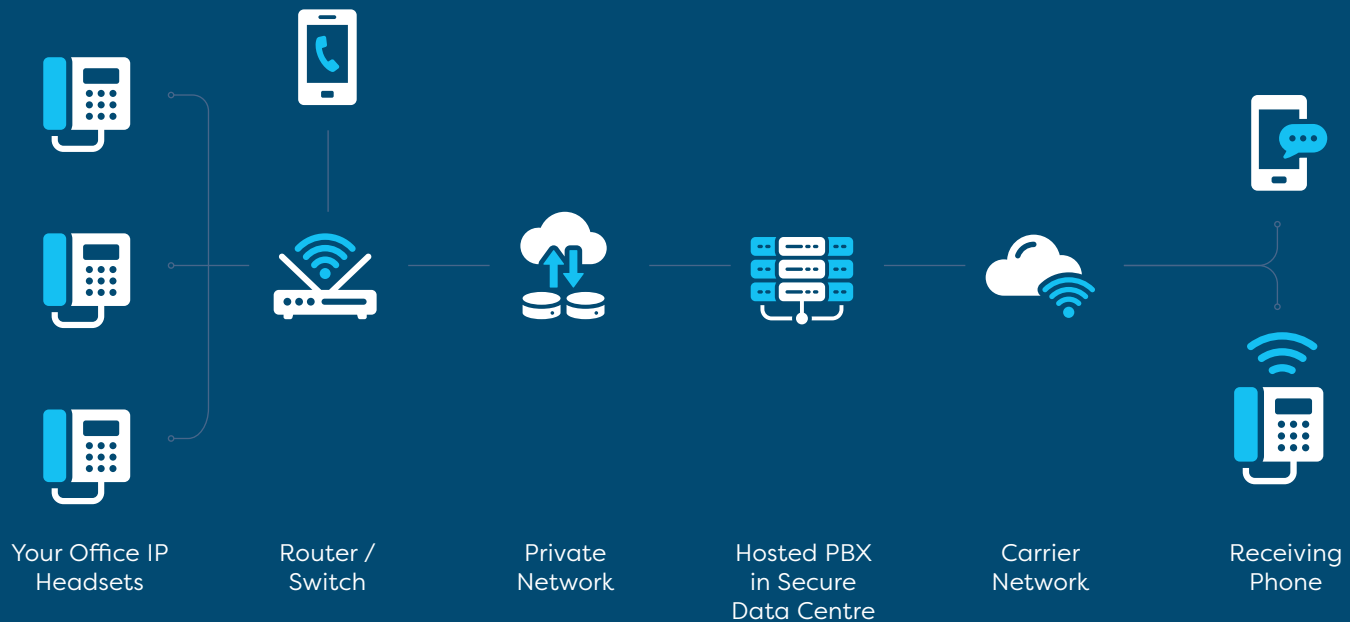 Your Office IP
Headsets
Router /
Switch
Private
Network
Hosted PBX
in Secure
Data Centre
Carrier
Network
Receiving
Phone